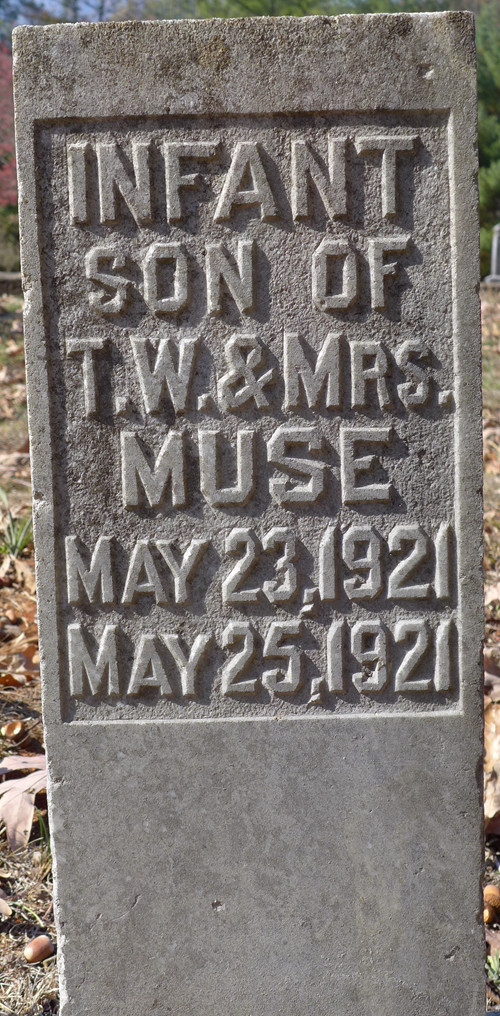 INFANT
SON OF
T.W.&MRS.
MUSE
MAY 23,1921
MAY 25,1921